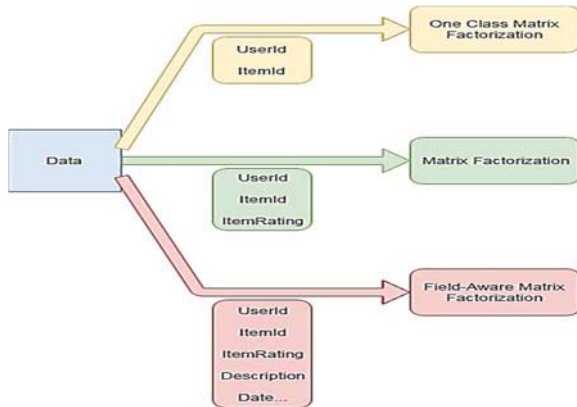 One Class Matrix
Factorization
UserId
ItemId
Data
Matrix Factorization
UserId
ItemId
ItemRating
Field-Aware Matrix
Factorization
UserId
ItemId
ItemRating
Description
Date...